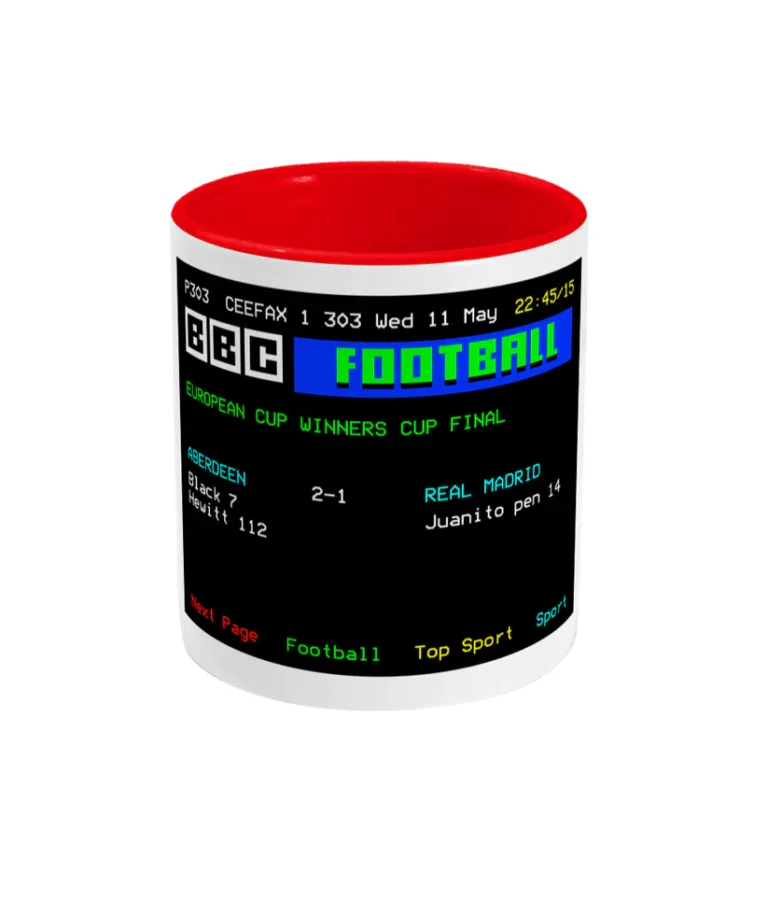 P303 CEEFAX 1 303 Wed 11 May 22:45/15
BBC FOOTBALL
EUROPEAN CUP WINNERS CUP FINAL
ABERDEEN 2-1 REAL MADRID
Black 7 Juanito pen 14
Hewitt 112
Next Page Football Top Sport Sport